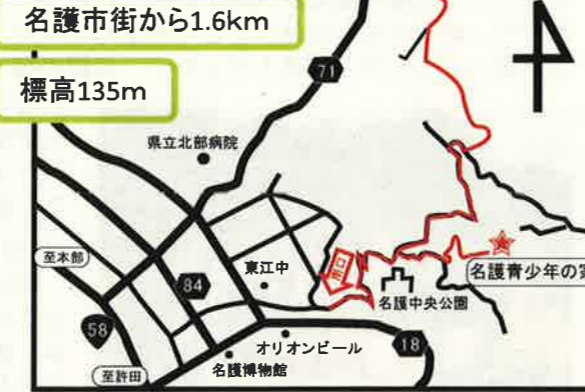 名護市街から1.6km
標高135m
71
県立北部病院
至本部
84
東江中
名護青少年の家
名護中央公園
58
オリオンビール
18
名護博物館
至許田